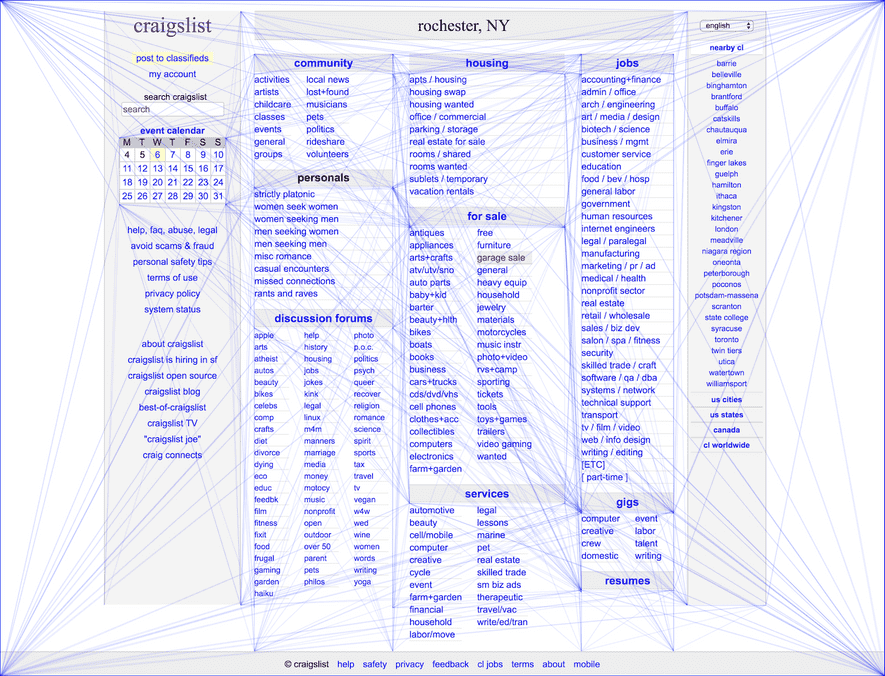 craigslist
post to classifieds
my account
search craigslist
search
event calendar
M T W T F S S
4 5 6 7 8 9 10
11 12 13 14 15 16 17
18 19 20 21 22 23 24
25 26 27 28 29 30 31
help, faq, abuse, legal
avoid scams & fraud
personal safety tips
terms of use
privacy policy
system status
about craigslist
craigslist is hiring in sf
craigslist open source
craigslist blog
best-of-craigslist
craigslist TV
"craigslist joe"
craig connects
rochester, NY
community
activities local news
artists lost+found
childcare musicians
classes pets
events politics
general rideshare
groups volunteers
personals
strictly platonic
women seek women
women seeking men
men seeking women
men seeking men
misc romance
casual encounters
missed connections
rants and raves
discussion forums
apple help photo
arts history p.o.c.
atheist housing politics
autos jobs psych
beauty jokes queer
bikes kink recover
celebs legal religion
comp linux romance
crafts m4m science
diet manners spirit
divorce marriage sports
dying media tax
eco money travel
educ motocy tv
feedbk music vegan
film nonprofit w4w
fitness open wed
fixit outdoor wine
food over 50 women
frugal parent words
gaming pets writing
garden philos yoga
haiku
housing
apts / housing
housing swap
housing wanted
office / commercial
parking / storage
real estate for sale
rooms / shared
rooms wanted
sublets / temporary
vacation rentals
for sale
antiques free
appliances furniture
arts+crafts garage sale
atv/utv/sno general
auto parts heavy equip
baby+kid household
barter jewelry
beauty+hlth materials
bikes motorcycles
boats music instr
books photo+video
business rvs+camp
cars+trucks sporting
cds/dvd/vhs tickets
cell phones tools
clothes+acc toys+games
collectibles trailers
computers video gaming
electronics wanted
farm+garden
services
automotive legal
beauty lessons
cell/mobile marine
computer pet
creative real estate
cycle skilled trade
event sm biz ads
farm+garden therapeutic
financial travel/vac
household write/ed/tran
labor/move
jobs
accounting+finance
admin / office
arch / engineering
art / media / design
biotech / science
business / mgmt
customer service
education
food / bev / hosp
general labor
government
human resources
internet engineers
legal / paralegal
manufacturing
marketing / pr / ad
medical / health
nonprofit sector
real estate
retail / wholesale
sales / biz dev
salon / spa / fitness
security
skilled trade / craft
software / qa / dba
systems / network
technical support
transport
tv / film / video
web / info design
writing / editing
[ETC]
[ part-time ]
gigs
computer event
creative labor
crew talent
domestic writing
resumes
english
nearby cl
barrie
belleville
binghamton
brantford
buffalo
catskills
chautauqua
elmira
erie
finger lakes
guelph
hamilton
ithaca
kingston
kitchener
london
meadville
niagara region
oneonta
peterborough
poconos
potsdam-massena
scranton
state college
syracuse
toronto
twin tiers
utica
watertown
williamsport
us cities
us states
canada
cl worldwide
© craigslist help safety privacy feedback cl jobs terms about mobile